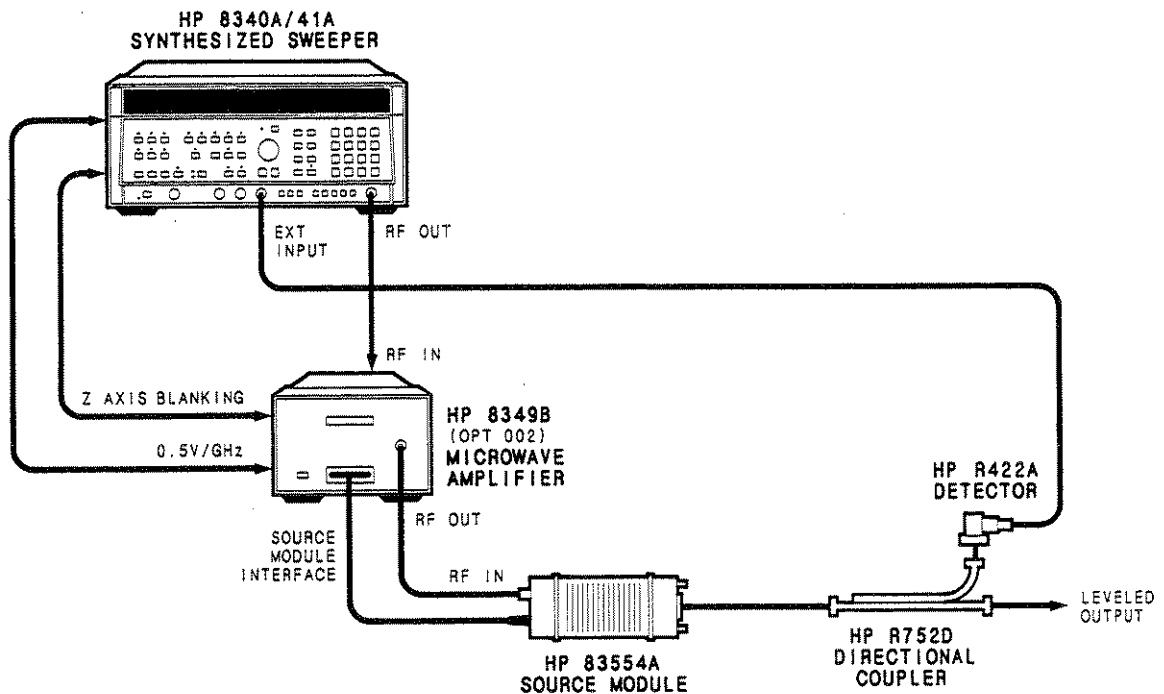 HP 8340A/41A
SYNTHESIZED SWEEPER
EXT
INPUT
RF OUT
RF IN
Z AXIS BLANKING
0.5V/GHz
HP 8349B
(OPT 002)
MICROWAVE
AMPLIFIER
HP R422A
DETECTOR
RF OUT
SOURCE
MODULE
INTERFACE
RF IN
LEVELED
OUTPUT
HP 83554A
SOURCE MODULE
HP R752D
DIRECTIONAL
COUPLER